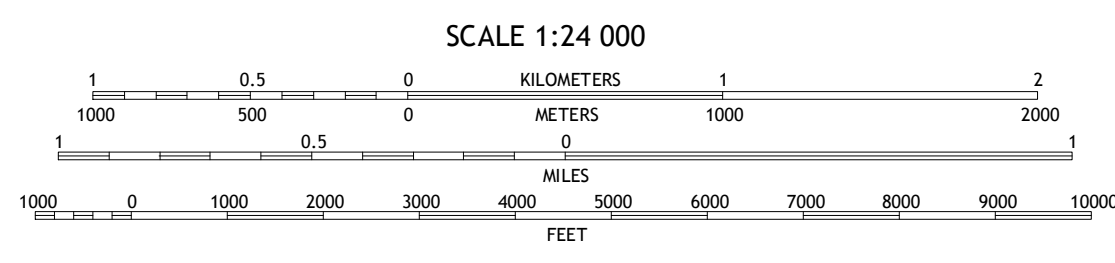 SCALE 1:24 000
1 0.5 0 KILOMETERS 1 2
1000 500 0 METERS 1000 2000
1 0.5 0 1
MILES
1000 0 1000 2000 3000 4000 5000 6000 7000 8000 9000 10000
FEET